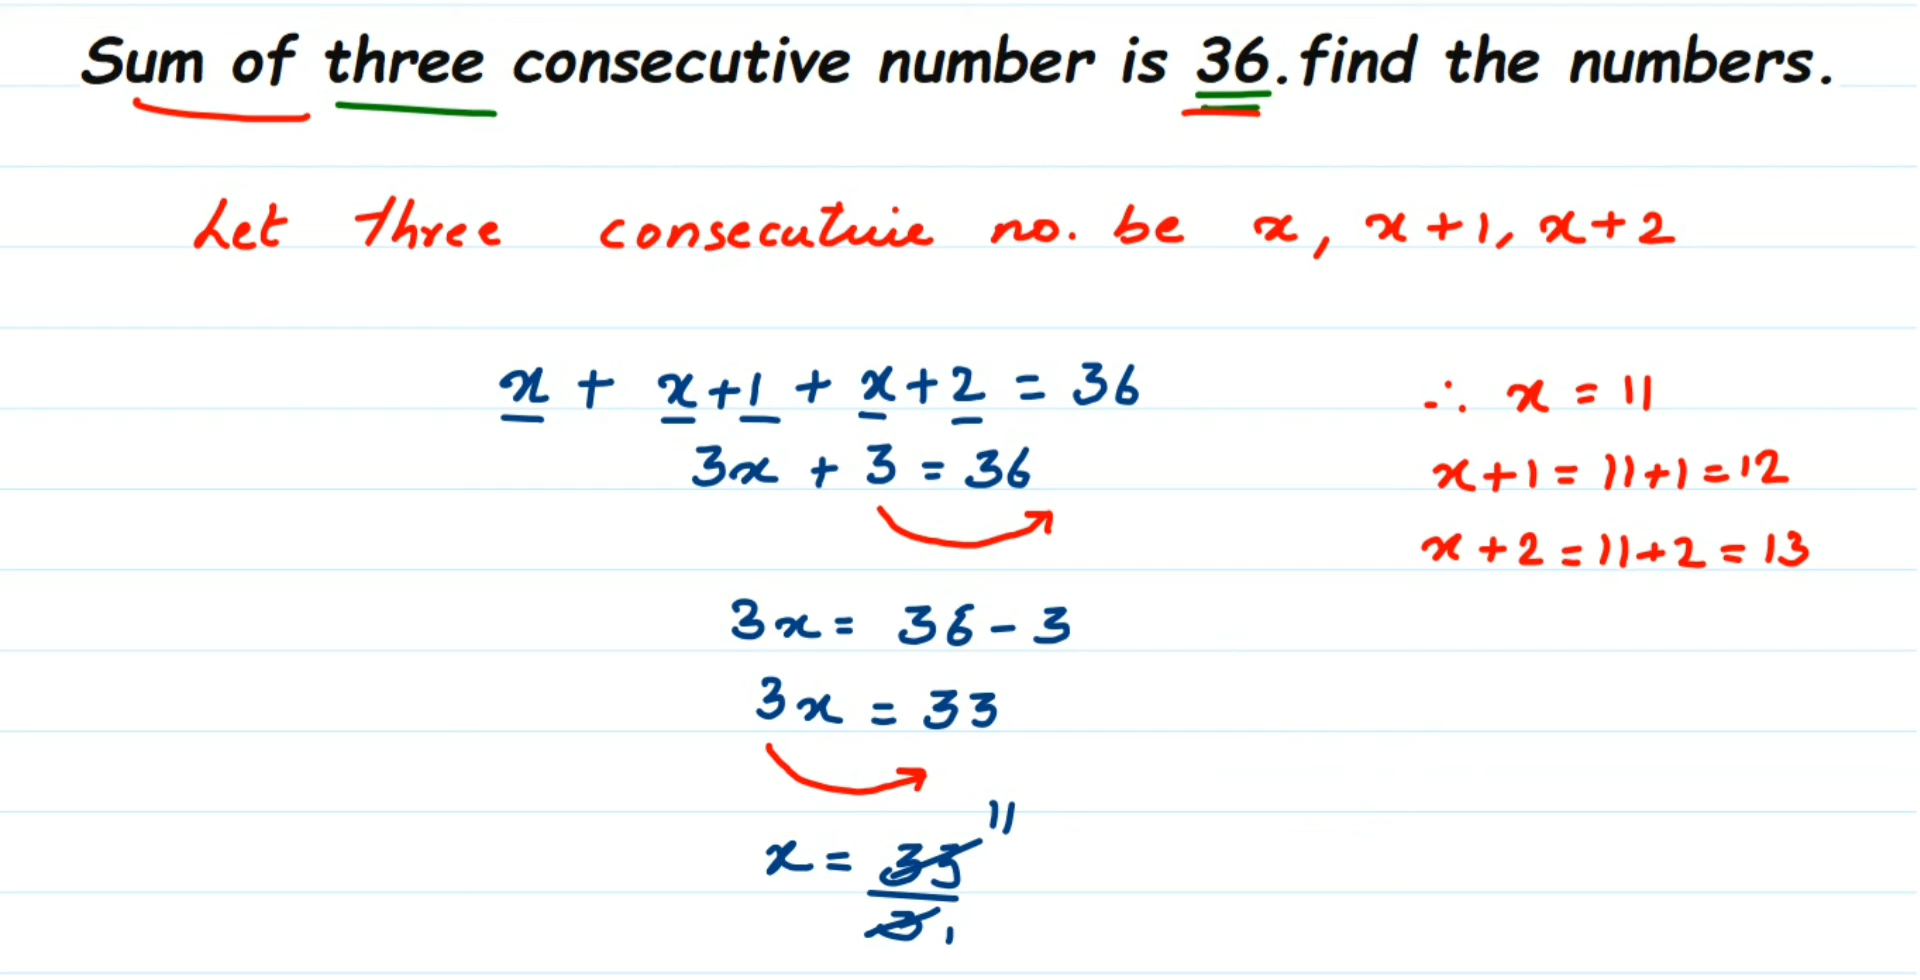 Sum of three consecutive number is 36.find the numbers.
Let three consecutive no. be x, x+1, x+2
x + x+1 + x+2 = 36
3x + 3 = 36
3x = 36-3
3x = 33
x = 33/3 11 1
∴ x = 11
x+1 = 11+1 = 12
x+2 = 11+2 = 13